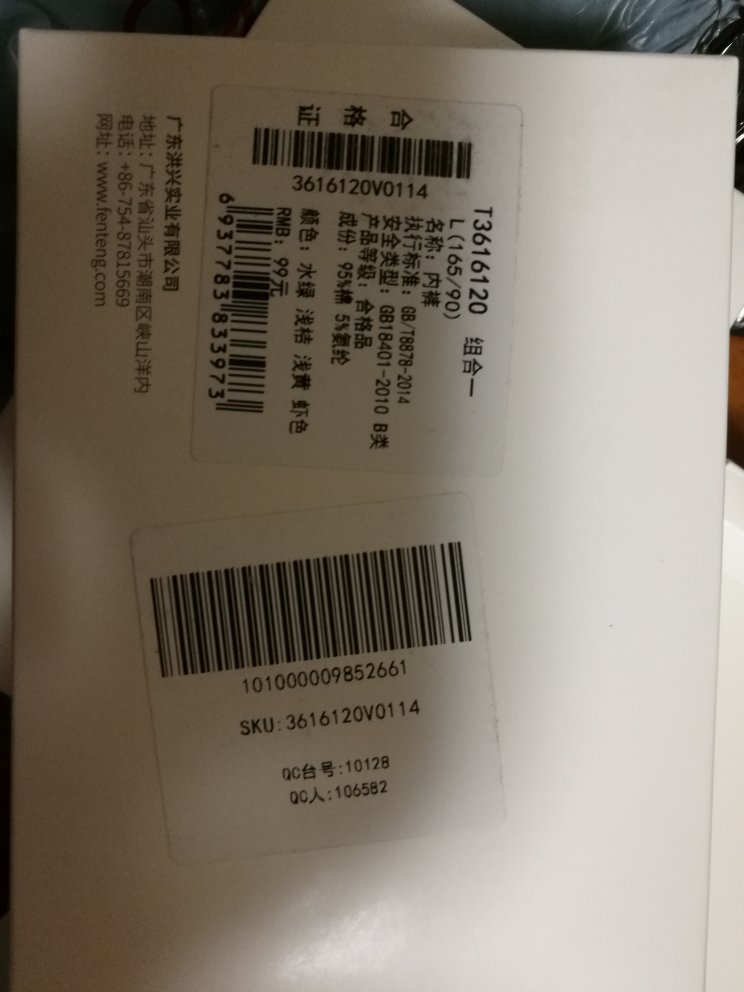 合格证
3616120V0114
T3616120 组合一
L(165/90)
名称：内裤
执行标准：GB/T8878-2014
安全类型：GB18401-2010 B类
产品等级：合格品
成份：95%棉 5%氨纶
颜色：水绿 浅桔 浅黄 虾色
RMB：99元
6937783833973
广东洪兴实业有限公司
地址：广东省汕头市潮南区峡山洋内
电话：+86-754-87815669
网址：www.fenteng.com
101000009852661
SKU:3616120V0114
QC台号:10128
QC人:106582